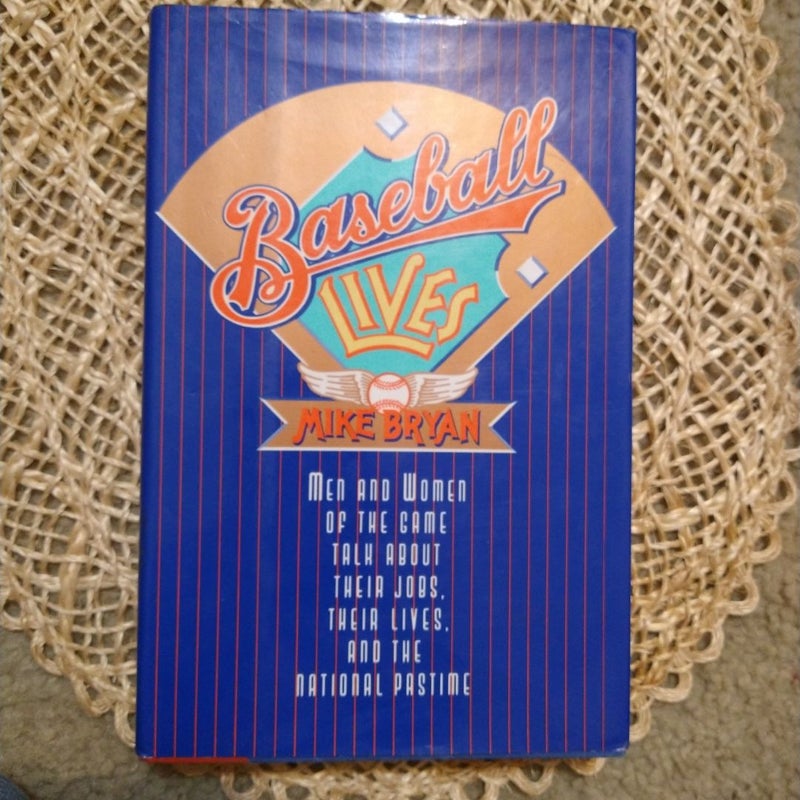 Baseball
LIVES
MIKE BRYAN
MEN AND WOMEN
OF THE GAME
TALK ABOUT
THEIR JOBS,
THEIR LIVES,
AND THE
NATIONAL PASTIME